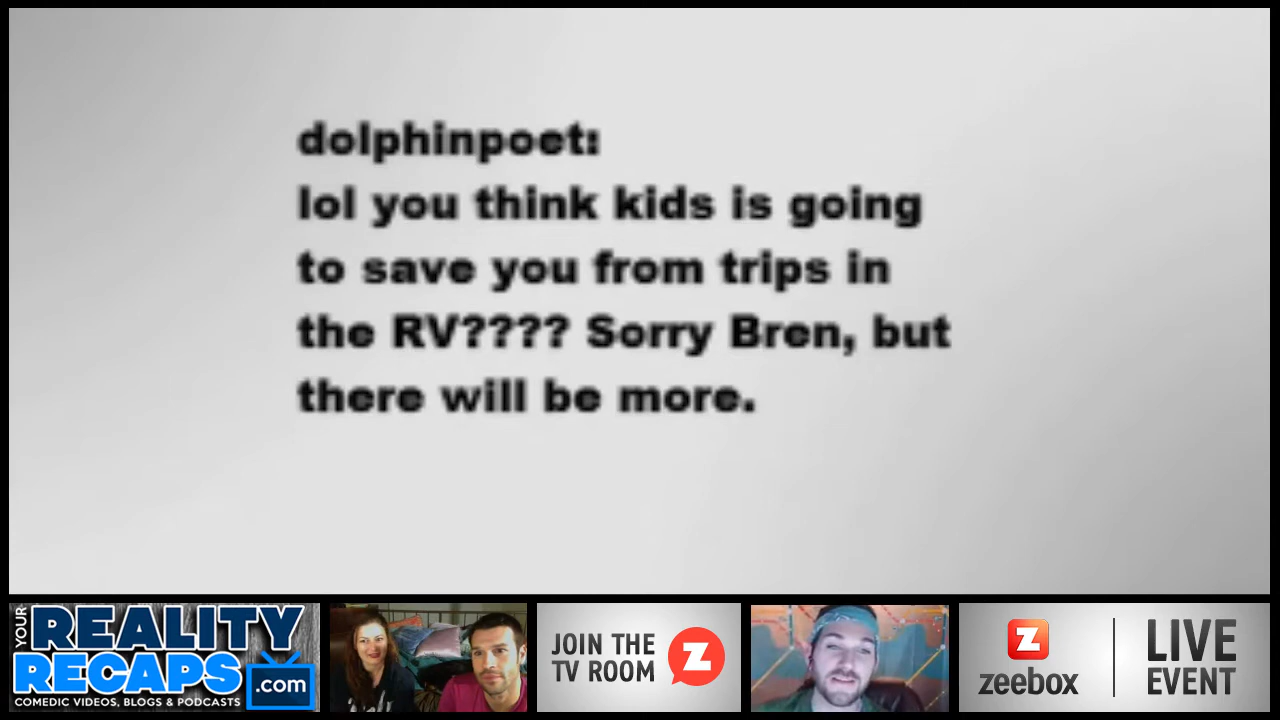 dolphinpoet:
lol you think kids is going
to save you from trips in
the RV???? Sorry Bren, but
there will be more.
YOUR
REALITY
RECAPS
.com
COMEDIC VIDEOS, BLOGS & PODCASTS
JOIN THE
TV ROOM
Z
Z
zeebox
LIVE
EVENT